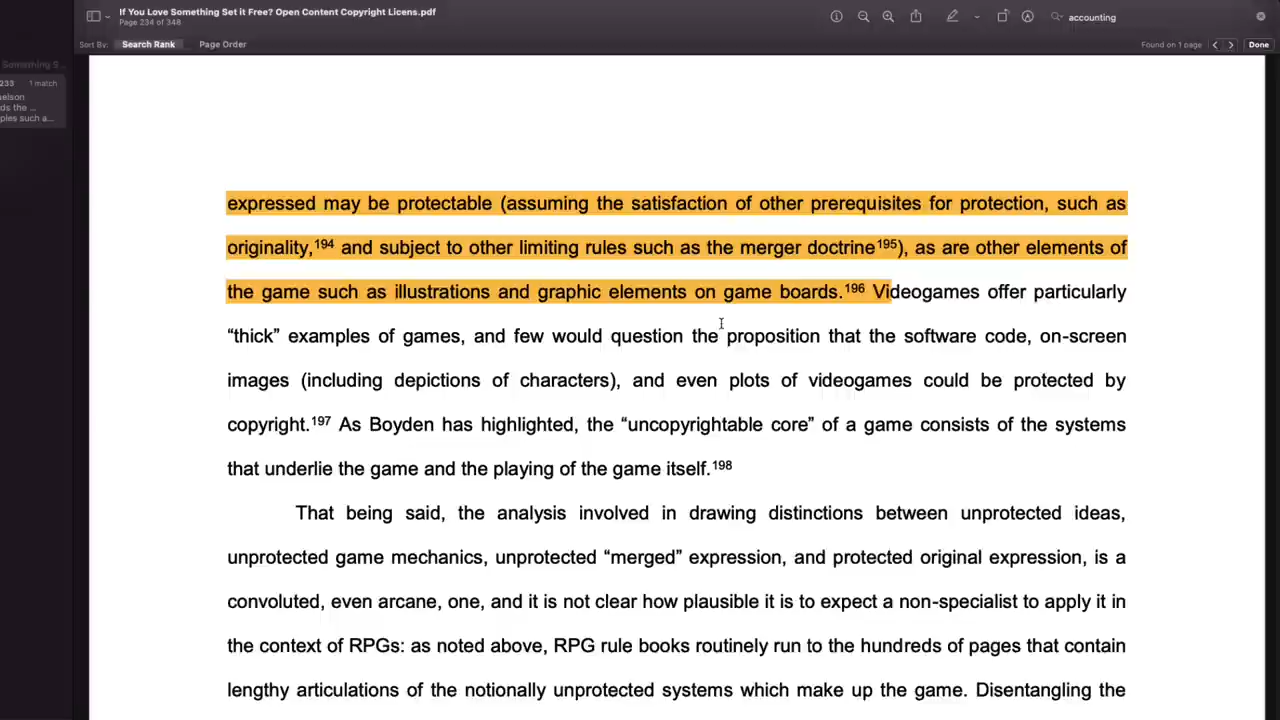 If You Love Something Set it Free? Open Content Copyright Licens.pdf
Page 234 of 348
accounting
Sort By: Search Rank Page Order
Found on 1 page
Done
Something S...
233 1 match
elson
ds the ...
ples such a...
expressed may be protectable (assuming the satisfaction of other prerequisites for protection, such as
originality,194 and subject to other limiting rules such as the merger doctrine195), as are other elements of
the game such as illustrations and graphic elements on game boards.196 Videogames offer particularly
“thick” examples of games, and few would question the proposition that the software code, on-screen
images (including depictions of characters), and even plots of videogames could be protected by
copyright.197 As Boyden has highlighted, the “uncopyrightable core” of a game consists of the systems
that underlie the game and the playing of the game itself.198
That being said, the analysis involved in drawing distinctions between unprotected ideas,
unprotected game mechanics, unprotected “merged” expression, and protected original expression, is a
convoluted, even arcane, one, and it is not clear how plausible it is to expect a non-specialist to apply it in
the context of RPGs: as noted above, RPG rule books routinely run to the hundreds of pages that contain
lengthy articulations of the notionally unprotected systems which make up the game. Disentangling the